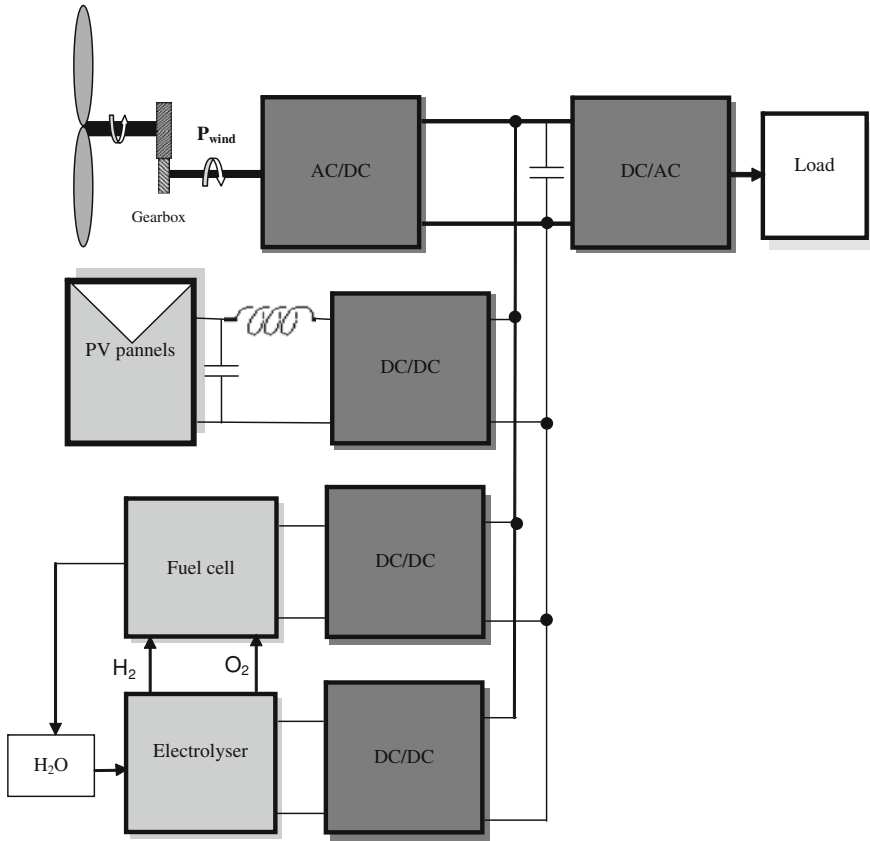 P_wind
Gearbox
AC/DC
DC/AC
Load
PV pannels
DC/DC
Fuel cell
DC/DC
H₂
O₂
H₂O
Electrolyser
DC/DC